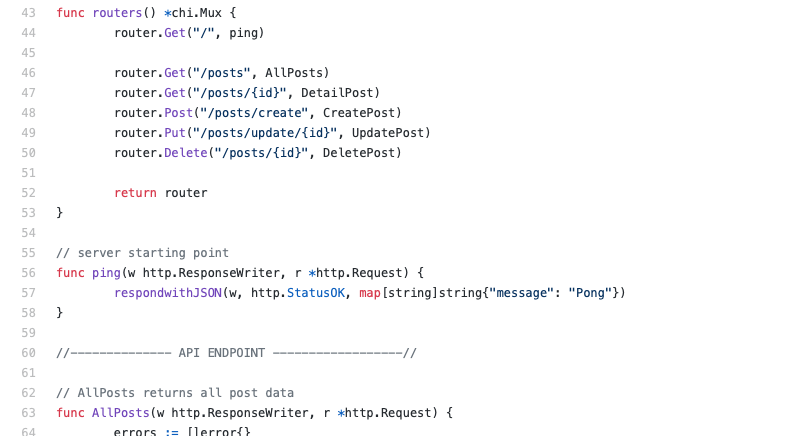 43 func routers() *chi.Mux {
44 router.Get("/", ping)
45
46 router.Get("/posts", AllPosts)
47 router.Get("/posts/{id}", DetailPost)
48 router.Post("/posts/create", CreatePost)
49 router.Put("/posts/update/{id}", UpdatePost)
50 router.Delete("/posts/{id}", DeletePost)
51
52 return router
53 }
54
55 // server starting point
56 func ping(w http.ResponseWriter, r *http.Request) {
57 respondwithJSON(w, http.StatusOK, map[string]string{"message": "Pong"})
58 }
59
60 //-------------- API ENDPOINT ------------------//
61
62 // AllPosts returns all post data
63 func AllPosts(w http.ResponseWriter, r *http.Request) {
64 errors := []error{}